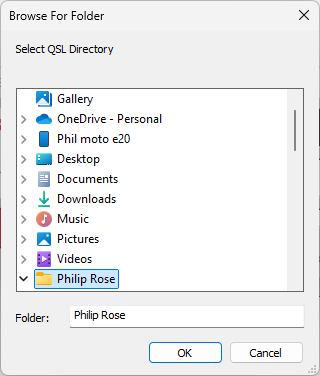 Browse For Folder
Select QSL Directory
Gallery
OneDrive - Personal
Phil moto e20
Desktop
Documents
Downloads
Music
Pictures
Videos
Philip Rose
Folder: Philip Rose
OK Cancel